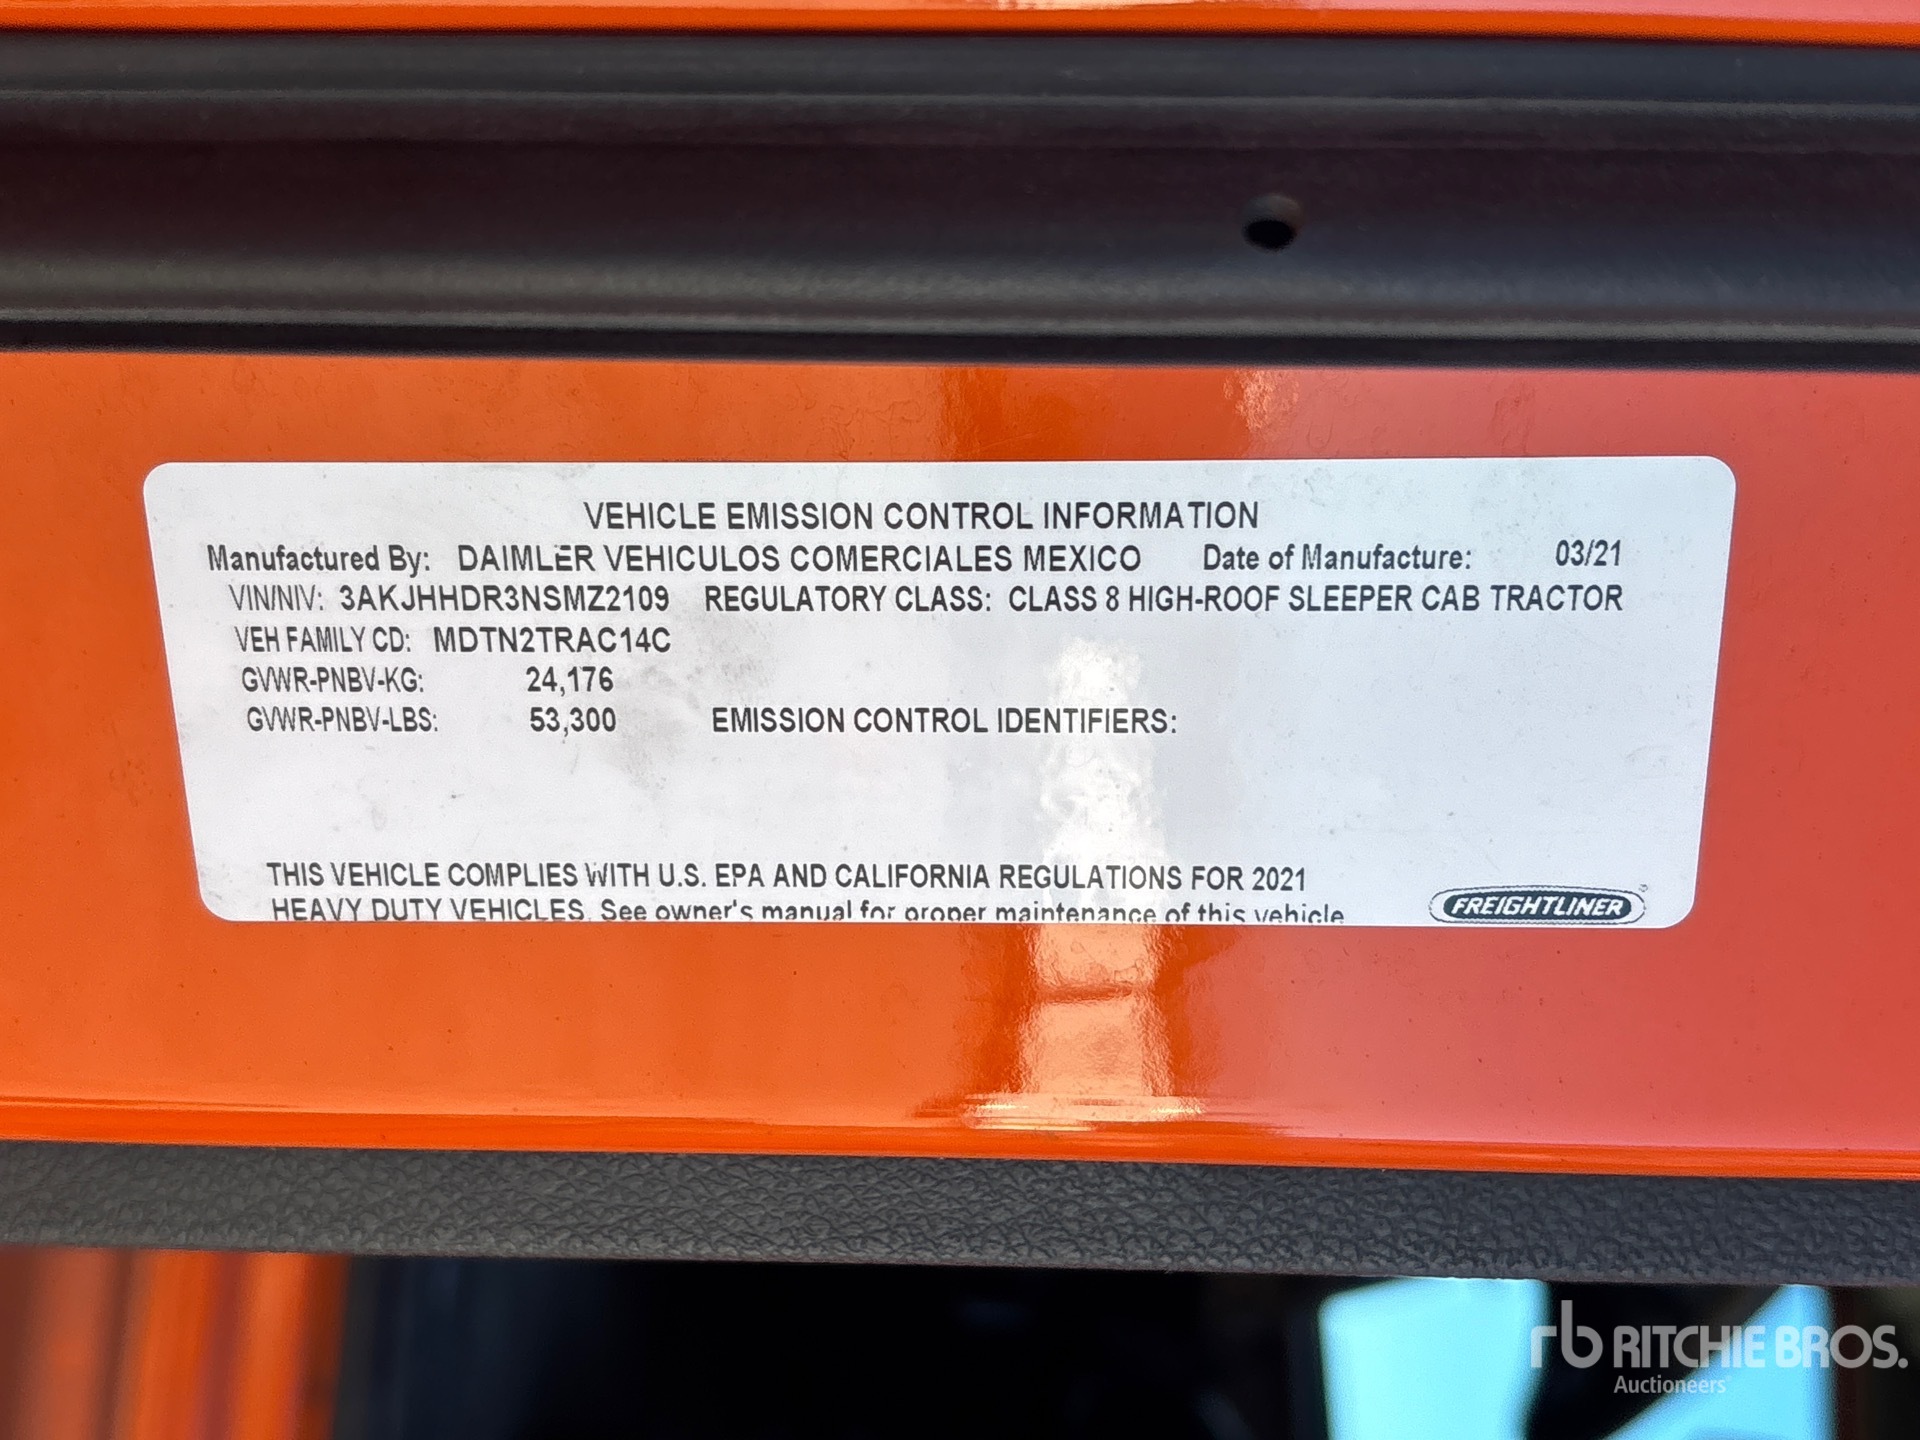 VEHICLE EMISSION CONTROL INFORMATION
Manufactured By: DAIMLER VEHICULOS COMERCIALES MEXICO Date of Manufacture: 03/21
VIN/NIV: 3AKJHHDR3NSMZ2109 REGULATORY CLASS: CLASS 8 HIGH-ROOF SLEEPER CAB TRACTOR
VEH FAMILY CD: MDTN2TRAC14C
GVWR-PNBV-KG: 24,176
GVWR-PNBV-LBS: 53,300 EMISSION CONTROL IDENTIFIERS:
THIS VEHICLE COMPLIES WITH U.S. EPA AND CALIFORNIA REGULATIONS FOR 2021
HEAVY DUTY VEHICLES. See owner's manual for proper maintenance of this vehicle
FREIGHTLINER
rb RITCHIE BROS.
Auctioneers